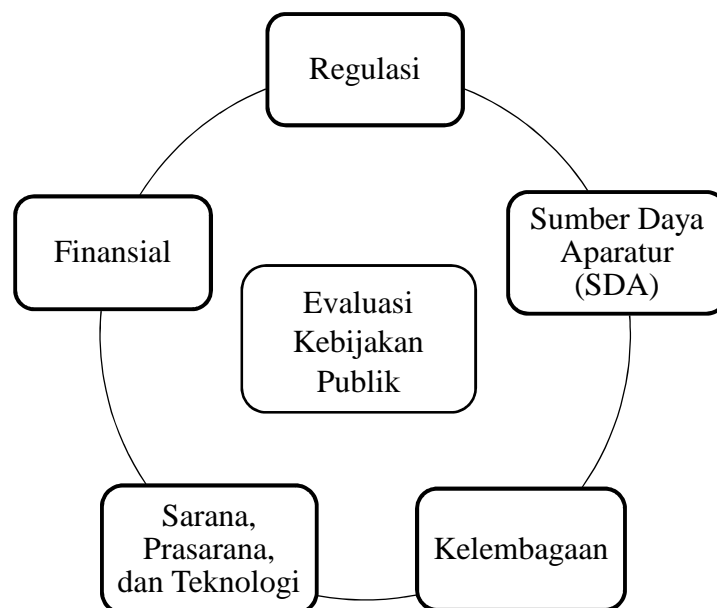 Regulasi
Finansial
Sumber Daya
Aparatur
(SDA)
Evaluasi
Kebijakan
Publik
Sarana,
Prasarana,
dan Teknologi
Kelembagaan